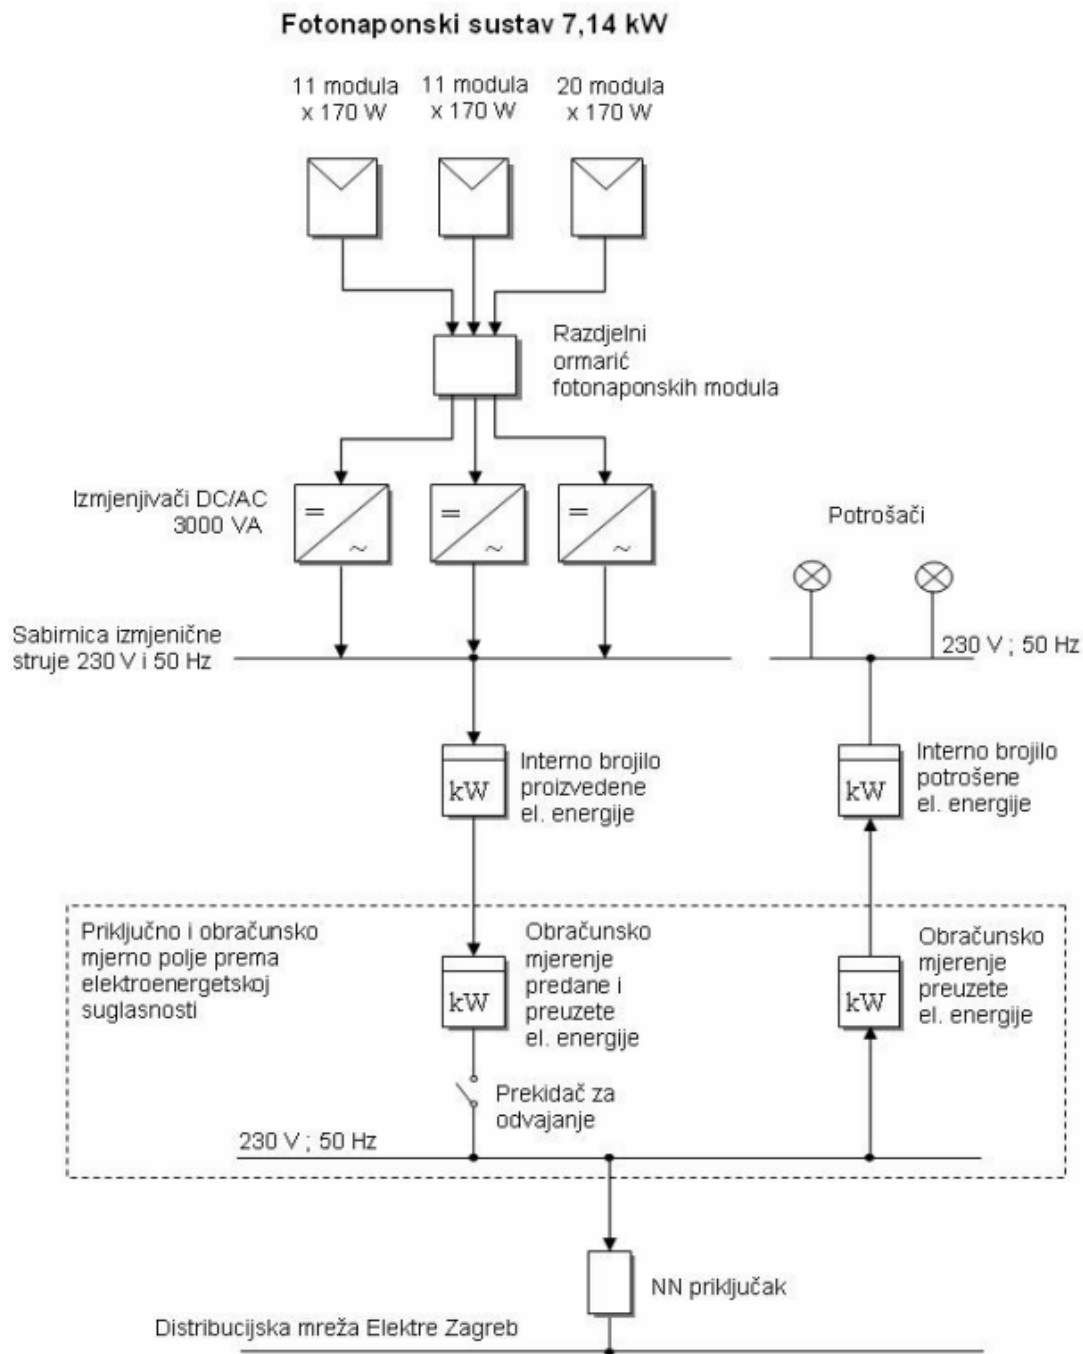 Fotonaponski sustav 7,14 kW
11 modula
x 170 W
11 modula
x 170 W
20 modula
x 170 W
Razdjelni
ormarić
fotonaponskih modula
Izmjenjivači DC/AC
3000 VA
=
~
=
~
=
~
Potrošači
Sabirnica izmjenične
struje 230 V i 50 Hz
230 V ; 50 Hz
kW
Interno brojilo
proizvedene
el. energije
kW
Interno brojilo
potrošene
el. energije
Priključno i obračunsko
mjerno polje prema
elektroenergetskoj
suglasnosti
kW
Obračunsko
mjerenje
predane i
preuzete
el. energije
kW
Obračunsko
mjerenje
preuzete
el. energije
Prekidač za
odvajanje
230 V ; 50 Hz
NN priključak
Distribucijska mreža Elektre Zagreb